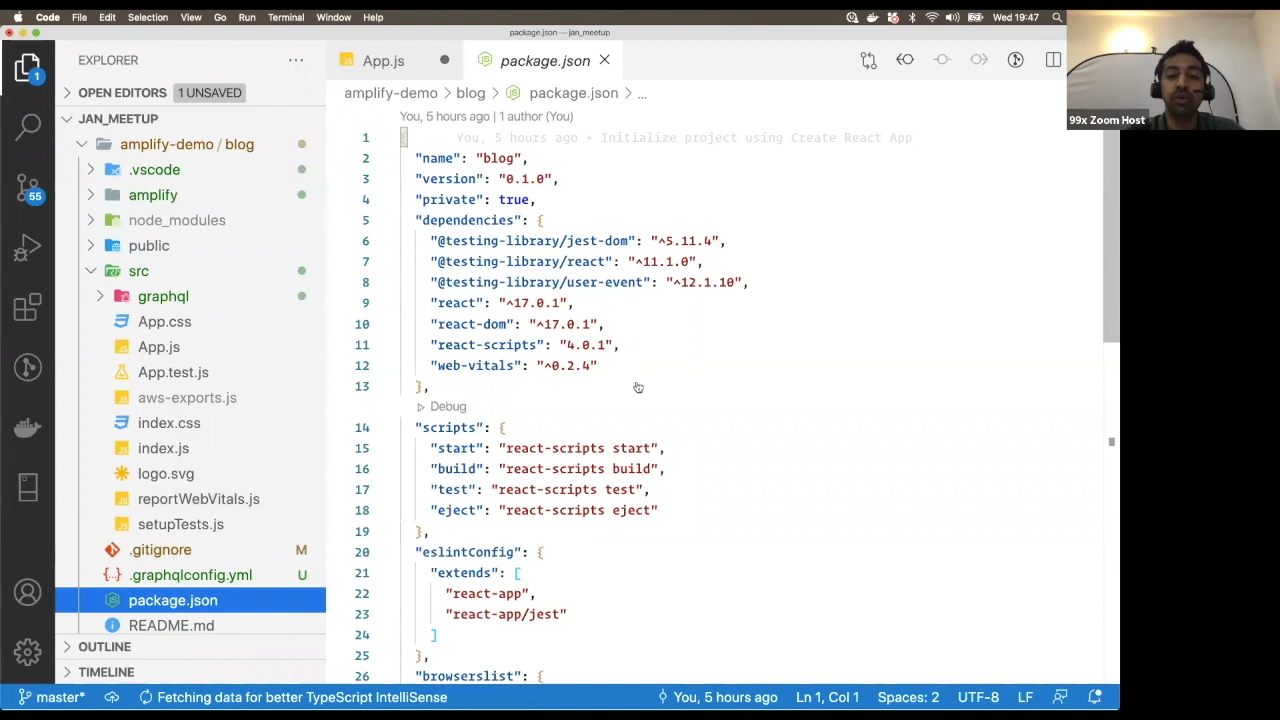 Code File Edit Selection View Go Run Terminal Window Help Wed 19:47
package.json — jan_meetup
EXPLORER
OPEN EDITORS 1 UNSAVED
JAN_MEETUP
amplify-demo / blog
.vscode
amplify
node_modules
public
src
graphql
App.css
App.js
App.test.js
aws-exports.js
index.css
index.js
logo.svg
reportWebVitals.js
setupTests.js
.gitignore M
.graphqlconfig.yml U
package.json
README.md
OUTLINE
TIMELINE
1
55
App.js
package.json
amplify-demo > blog > package.json > ...
You, 5 hours ago | 1 author (You)
1 { You, 5 hours ago • Initialize project using Create React App
2 "name": "blog",
3 "version": "0.1.0",
4 "private": true,
5 "dependencies": {
6 "@testing-library/jest-dom": "^5.11.4",
7 "@testing-library/react": "^11.1.0",
8 "@testing-library/user-event": "^12.1.10",
9 "react": "^17.0.1",
10 "react-dom": "^17.0.1",
11 "react-scripts": "4.0.1",
12 "web-vitals": "^0.2.4"
13 },
Debug
14 "scripts": {
15 "start": "react-scripts start",
16 "build": "react-scripts build",
17 "test": "react-scripts test",
18 "eject": "react-scripts eject"
19 },
20 "eslintConfig": {
21 "extends": [
22 "react-app",
23 "react-app/jest"
24 ]
25 },
26 "browserslist": {
99x Zoom Host
master* Fetching data for better TypeScript IntelliSense You, 5 hours ago Ln 1, Col 1 Spaces: 2 UTF-8 LF